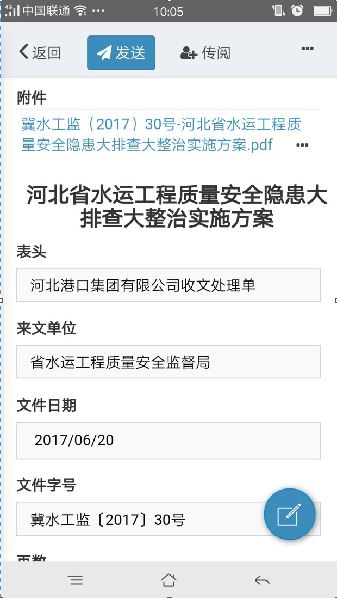 中国联通
10:05
返回
发送
传阅
附件
冀水工监（2017）30号-河北省水运工程质
量安全隐患大排查大整治实施方案.pdf
河北省水运工程质量安全隐患大
排查大整治实施方案
表头
河北港口集团有限公司收文处理单
来文单位
省水运工程质量安全监督局
文件日期
2017/06/20
文件字号
冀水工监〔2017〕30号